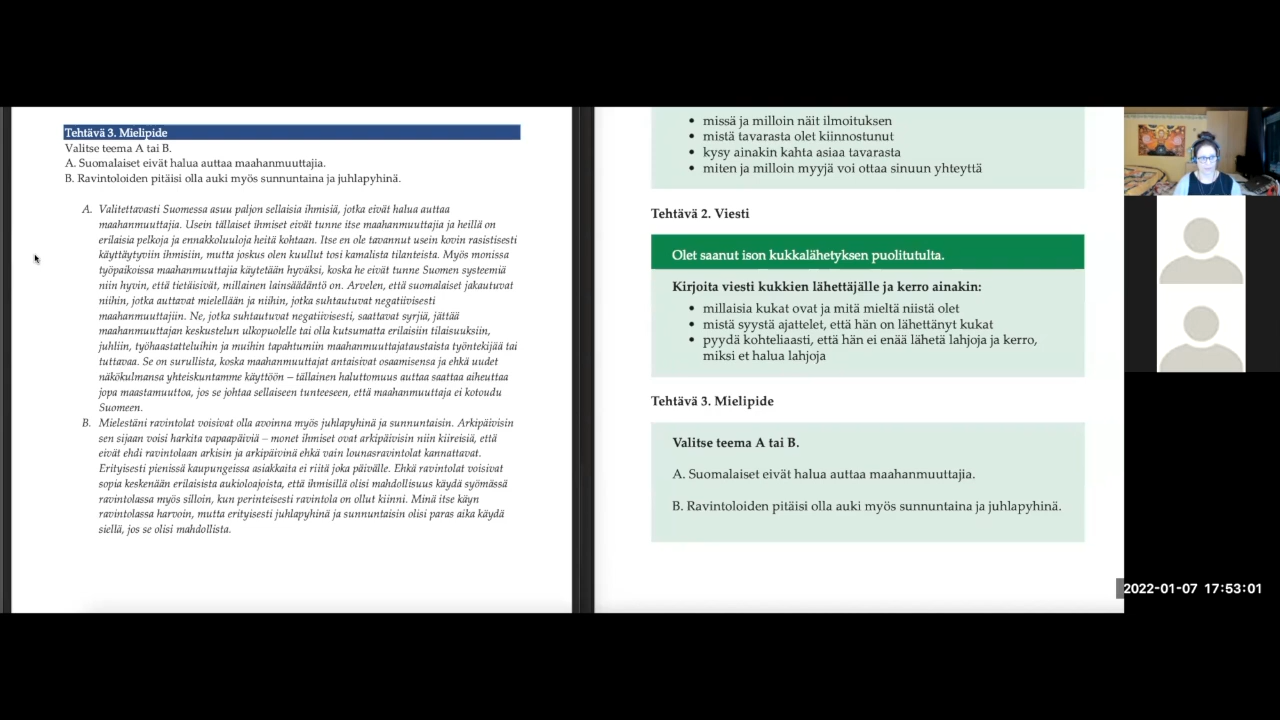 Tehtävä 3. Mielipide
Valitse teema A tai B.
A. Suomalaiset eivät halua auttaa maahanmuuttajia.
B. Ravintoloiden pitäisi olla auki myös sunnuntaina ja juhlapyhinä.
A. Valitettavasti Suomessa asuu paljon sellaisia ihmisiä, jotka eivät halua auttaa
maahanmuuttajia. Usein tällaiset ihmiset eivät tunne itse maahanmuuttajia ja heillä on
erilaisia pelkoja ja ennakkoluuloja heitä kohtaan. Itse en ole tavannut usein kovin rasistisesti
käyttäytyviin ihmisiin, mutta joskus olen kuullut tosi kamalista tilanteista. Myös monissa
työpaikoissa maahanmuuttajia käytetään hyväksi, koska he eivät tunne Suomen systeemiä
niin hyvin, että tietäisivät, millainen lainsäädäntö on. Arvelen, että suomalaiset jakautuvat
niihin, jotka auttavat mielellään ja niihin, jotka suhtautuvat negatiivisesti
maahanmuuttajiin. Ne, jotka suhtautuvat negatiivisesti, saattavat syrjiä, jättää
maahanmuuttajan keskustelun ulkopuolelle tai olla kutsumatta erilaisiin tilaisuuksiin,
juhliin, työhaastatteluihin ja muihin tapahtumiin maahanmuuttajataustaista työntekijää tai
tuttavaa. Se on surullista, koska maahanmuuttajat antaisivat osaamisensa ja ehkä uudet
näkökulmansa yhteiskuntamme käyttöön – tällainen haluttomuus auttaa saattaa aiheuttaa
jopa maastamuuttoa, jos se johtaa sellaiseen tunteeseen, että maahanmuuttaja ei kotoudu
Suomeen.
B. Mielestäni ravintolat voisivat olla avoinna myös juhlapyhinä ja sunnuntaisin. Arkipäivisin
sen sijaan voisi harkita vapaapäiviä – monet ihmiset ovat arkipäivisin niin kiireisiä, että
eivät ehdi ravintolaan arkisin ja arkipäivinä ehkä vain lounasravintolat kannattavat.
Erityisesti pienissä kaupungeissa asiakkaita ei riitä joka päivälle. Ehkä ravintolat voisivat
sopia keskenään erilaisista aukioloajoista, että ihmisillä olisi mahdollisuus käydä syömässä
ravintolassa myös silloin, kun perinteisesti ravintola on ollut kiinni. Minä itse käyn
ravintolassa harvoin, mutta erityisesti juhlapyhinä ja sunnuntaisin olisi paras aika käydä
siellä, jos se olisi mahdollista.
• missä ja milloin näit ilmoituksen
• mistä tavarasta olet kiinnostunut
• kysy ainakin kahta asiaa tavarasta
• miten ja milloin myyjä voi ottaa sinuun yhteyttä
Tehtävä 2. Viesti
Olet saanut ison kukkalähetyksen puolitutulta.
Kirjoita viesti kukkien lähettäjälle ja kerro ainakin:
• millaisia kukat ovat ja mitä mieltä niistä olet
• mistä syystä ajattelet, että hän on lähettänyt kukat
• pyydä kohteliaasti, että hän ei enää lähetä lahjoja ja kerro,
miksi et halua lahjoja
Tehtävä 3. Mielipide
Valitse teema A tai B.
A. Suomalaiset eivät halua auttaa maahanmuuttajia.
B. Ravintoloiden pitäisi olla auki myös sunnuntaina ja juhlapyhinä.
2022-01-07 17:53:01